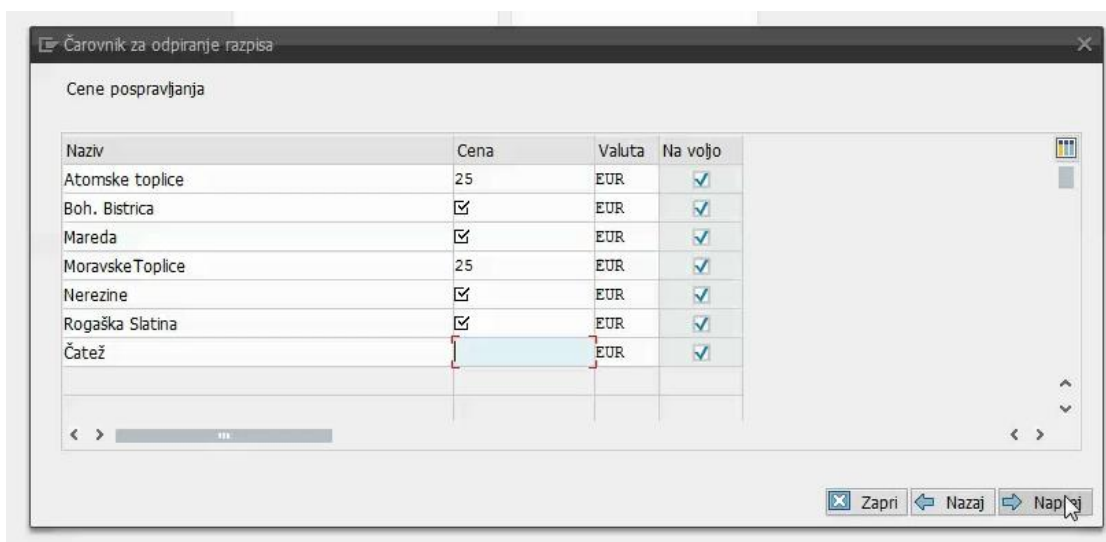 Čarovnik za odpiranje razpisa
Cene pospravljanja
Naziv Cena Valuta Na voljo
Atomske toplice 25 EUR
Boh. Bistrica EUR
Mareda EUR
MoravskeToplice 25 EUR
Nerezine EUR
Rogaška Slatina EUR
Čatež EUR
Zapri Nazaj Naprej